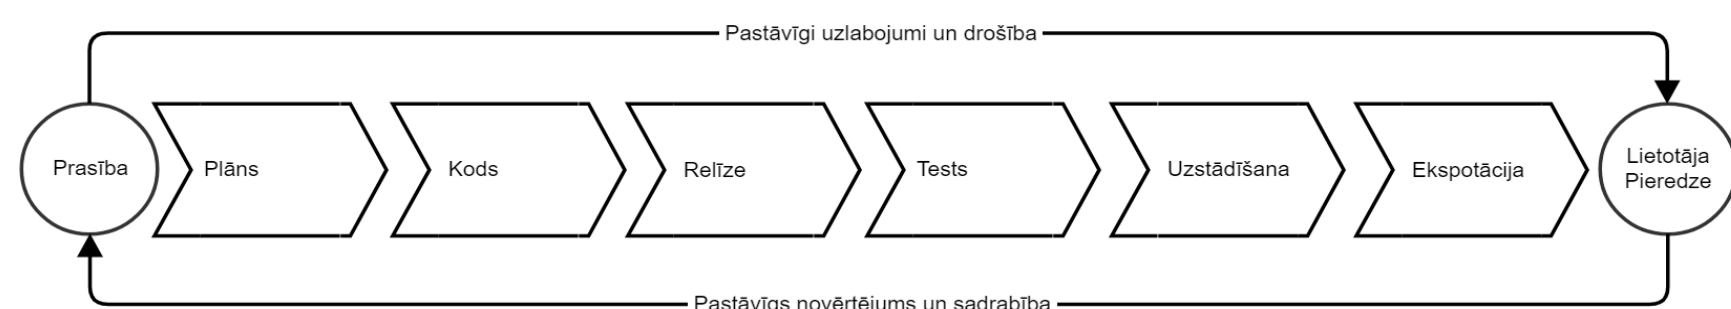 Pastāvīgi uzlabojumi un drošība
Prasība
Plāns
Kods
Relīze
Tests
Uzstādīšana
Ekspotācija
Lietotāja
Pieredze
Pastāvīgs novērtējums un sadrabība